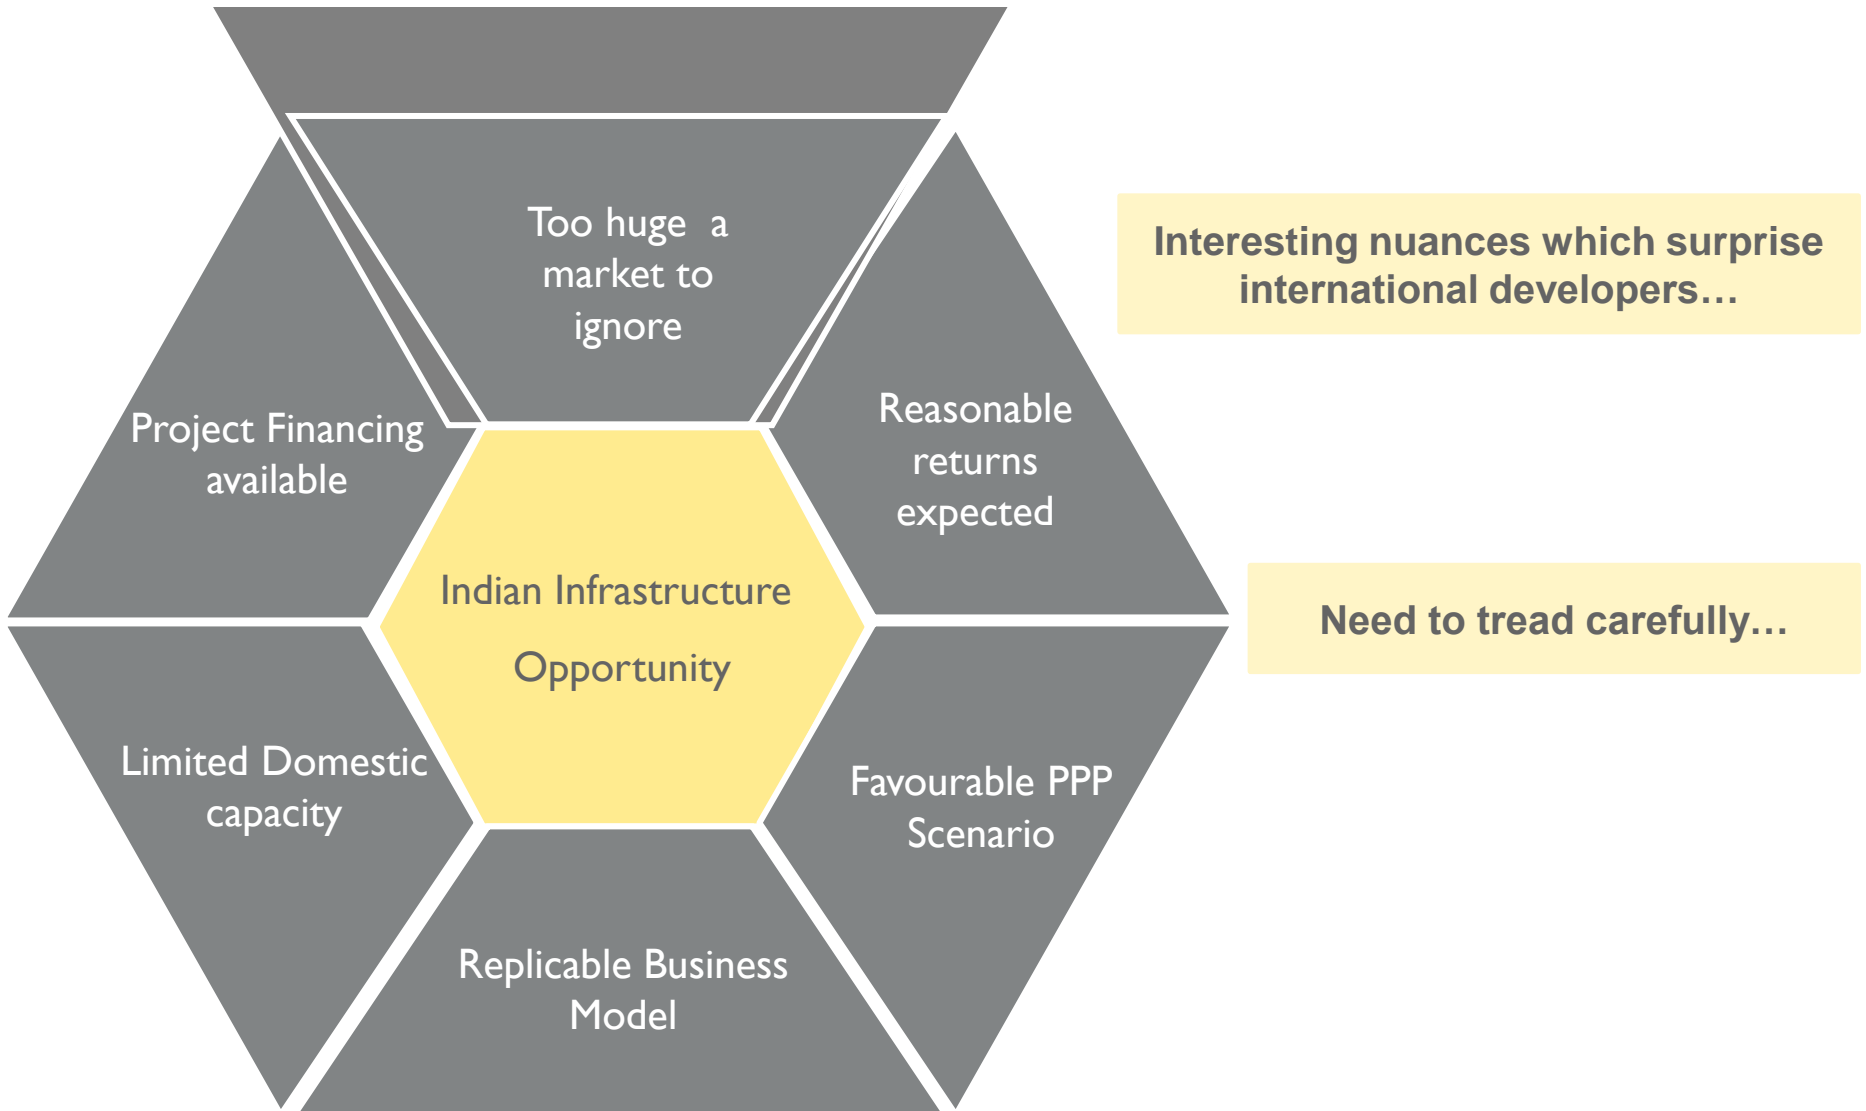 Too huge a
market to
ignore
Interesting nuances which surprise
international developers…
Project Financing
available
Reasonable
returns
expected
Indian Infrastructure
Opportunity
Need to tread carefully…
Limited Domestic
capacity
Favourable PPP
Scenario
Replicable Business
Model